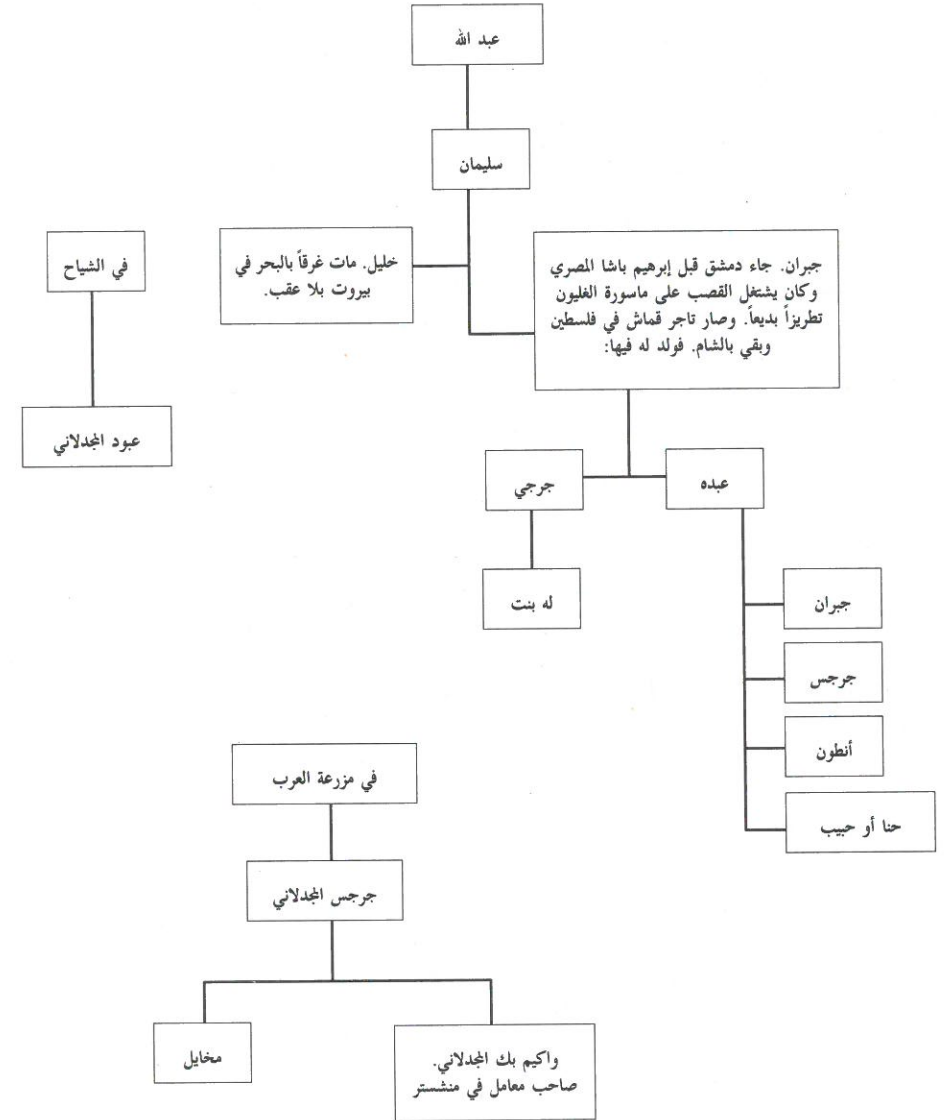 عبد الله
سليمان
جبران. جاء دمشق قبل إبرهيم باشا المصري
وكان يشتغل القصب على ماسورة الغليون
تطريزاً بديعاً. وصار تاجر قماش في فلسطين
وبقي بالشام. فولد له فيها:
خليل. مات غرقاً بالبحر في
بيروت بلا عقب.
في الشياح
عبود المجدلاني
عبده
جرجي
له بنت
جبران
جرجس
أنطون
حنا أو حبيب
في مزرعة العرب
جرجس المجدلاني
واكيم بك المجدلاني.
صاحب معامل في منشستر
مخايل